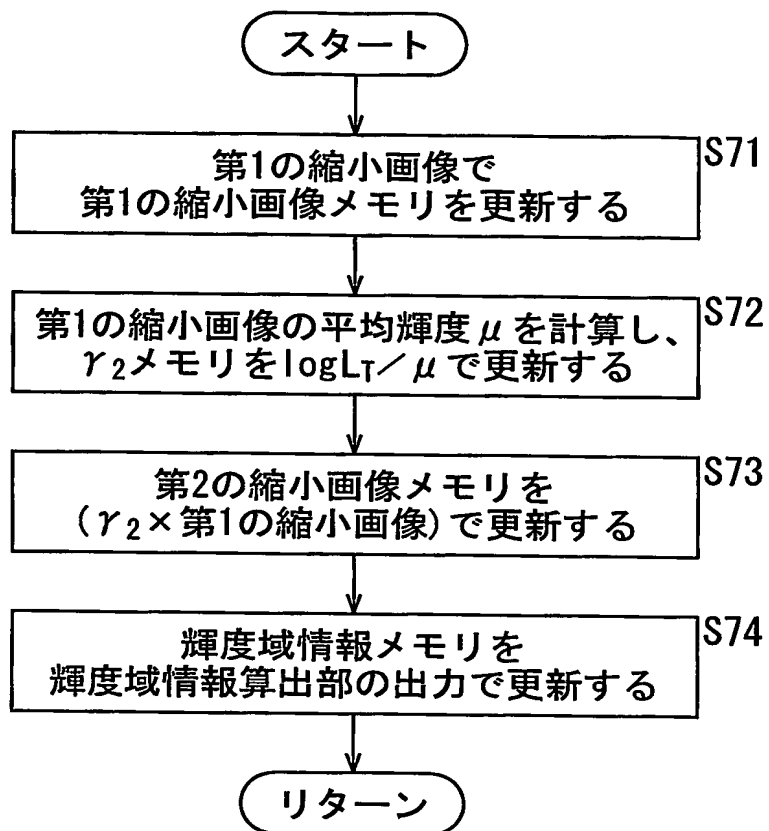 スタート
第1の縮小画像で
第1の縮小画像メモリを更新する
S71
第1の縮小画像の平均輝度μを計算し、
γ₂メモリをlogL_T/μで更新する
S72
第2の縮小画像メモリを
(γ₂×第1の縮小画像)で更新する
S73
輝度域情報メモリを
輝度域情報算出部の出力で更新する
S74
リターン